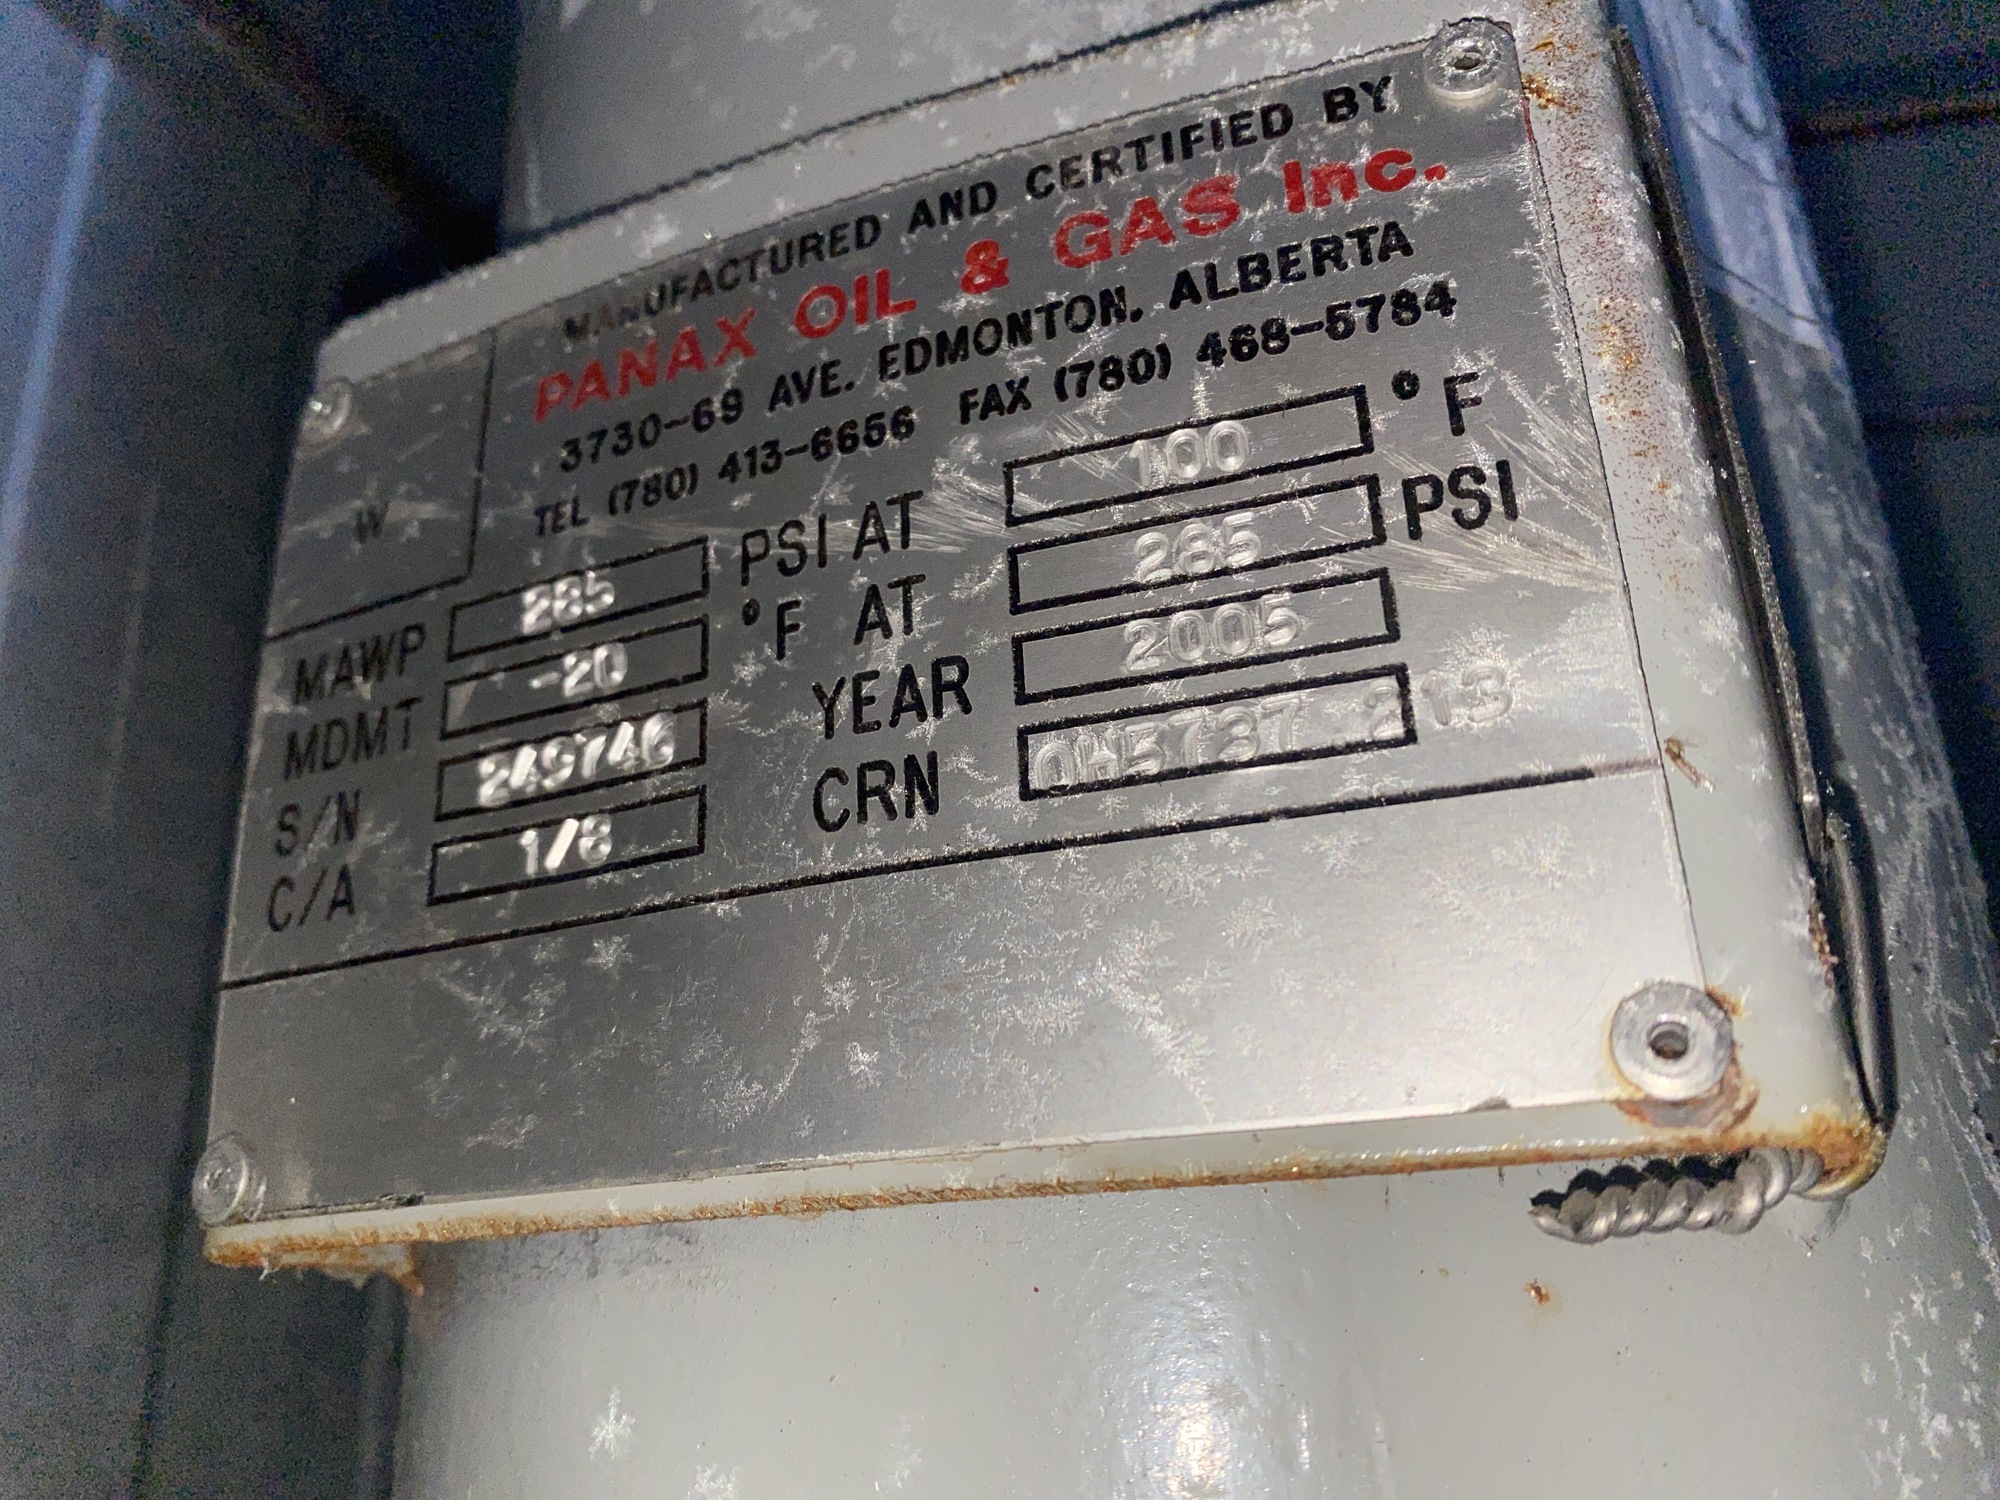 MANUFACTURED AND CERTIFIED BY
PANAX OIL & GAS Inc.
3730-69 AVE. EDMONTON, ALBERTA
TEL (780) 413-6656 FAX (780) 468-5784
W
MAWP 285 PSI AT 100 °F
MDMT -20 °F AT 285 PSI
S/N 249746 YEAR 2005
C/A 1/8 CRN 0H5737.213